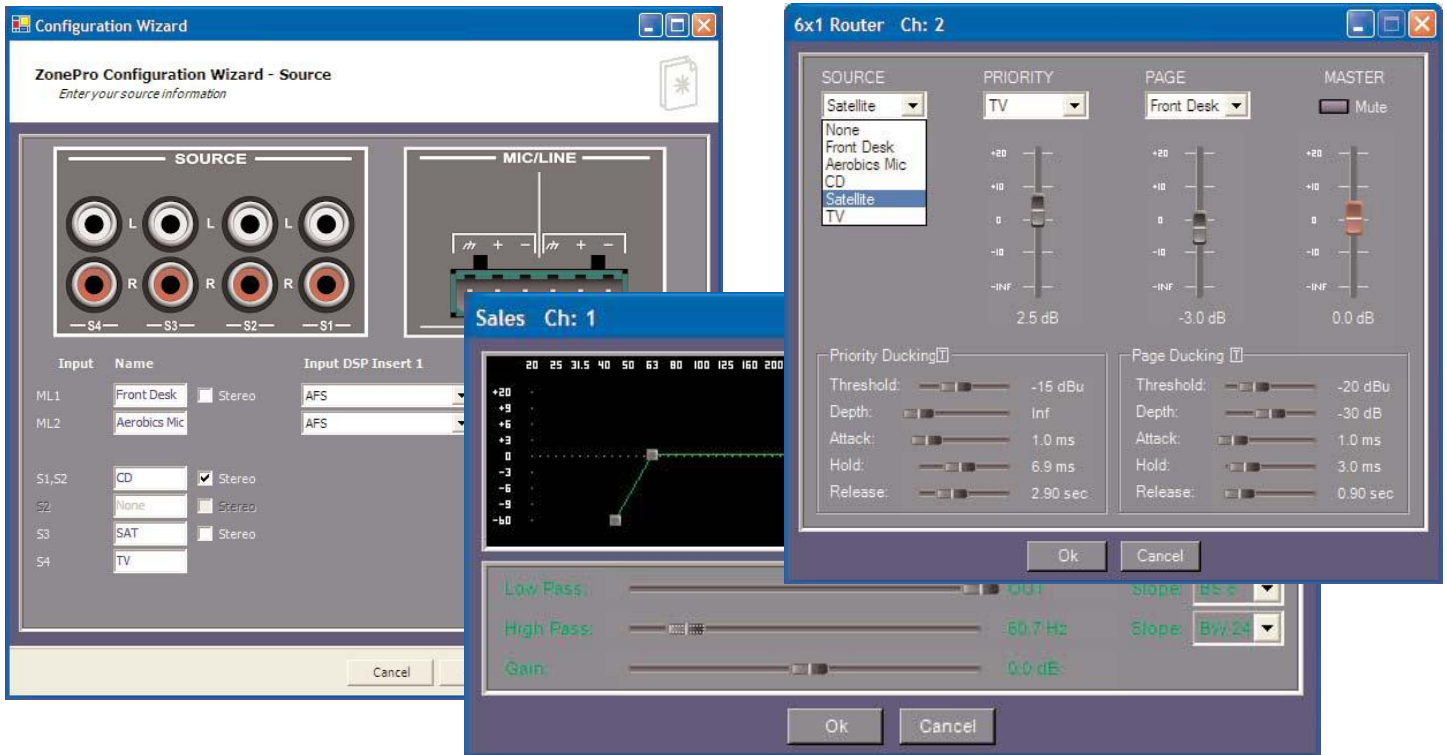 Configuration Wizard
ZonePro Configuration Wizard - Source
Enter your source information
SOURCE
MIC/LINE
L L L
R R R
S4 S3 S2 S1
+ - + -
Input Name Input DSP Insert 1
ML1 Front Desk Stereo AFS
ML2 Aerobics Mic AFS
S1,S2 CD Stereo
S2 None Stereo
S3 SAT Stereo
S4 TV
Cancel
Sales Ch: 1
20 25 31.5 40 50 63 80 100 125 160 200
+20
+9
+6
+3
0
-3
-6
-9
-60
Low Pass: OUT Slope: BS 6
High Pass: 60.7 Hz Slope: BW 24
Gain: 0.0 dB
Ok Cancel
6x1 Router Ch: 2
SOURCE PRIORITY PAGE MASTER
Satellite TV Front Desk Mute
None
Front Desk
Aerobics Mic
CD
Satellite
TV
+20 +20 +20
+10 +10 +10
0 0 0
-10 -10 -10
-INF -INF -INF
2.5 dB -3.0 dB 0.0 dB
Priority Ducking T
Threshold: -15 dBu
Depth: Inf
Attack: 1.0 ms
Hold: 6.9 ms
Release: 2.90 sec
Page Ducking T
Threshold: -20 dBu
Depth: -30 dB
Attack: 1.0 ms
Hold: 3.0 ms
Release: 0.90 sec
Ok Cancel